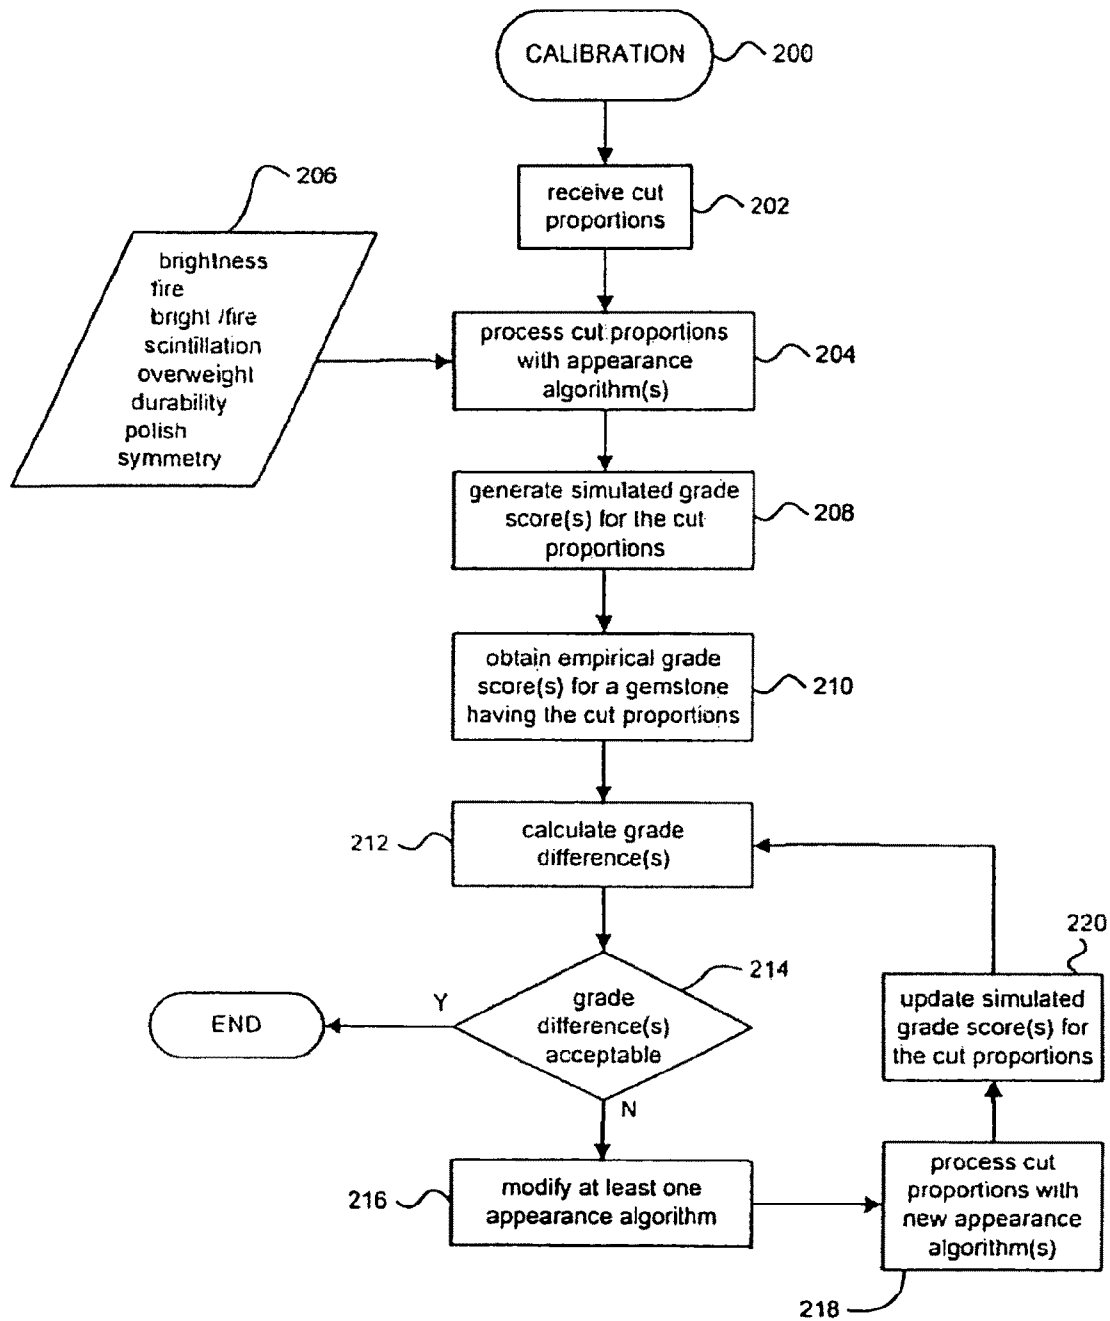 CALIBRATION
200
receive cut
proportions
202
206
brightness
fire
bright /fire
scintillation
overweight
durability
polish
symmetry
process cut proportions
with appearance
algorithm(s)
204
generate simulated grade
score(s) for the cut
proportions
208
obtain empirical grade
score(s) for a gemstone
having the cut proportions
210
212
calculate grade
difference(s)
214
grade
difference(s)
acceptable
Y
END
N
216
modify at least one
appearance algorithm
220
update simulated
grade score(s) for
the cut proportions
process cut
proportions with
new appearance
algorithm(s)
218